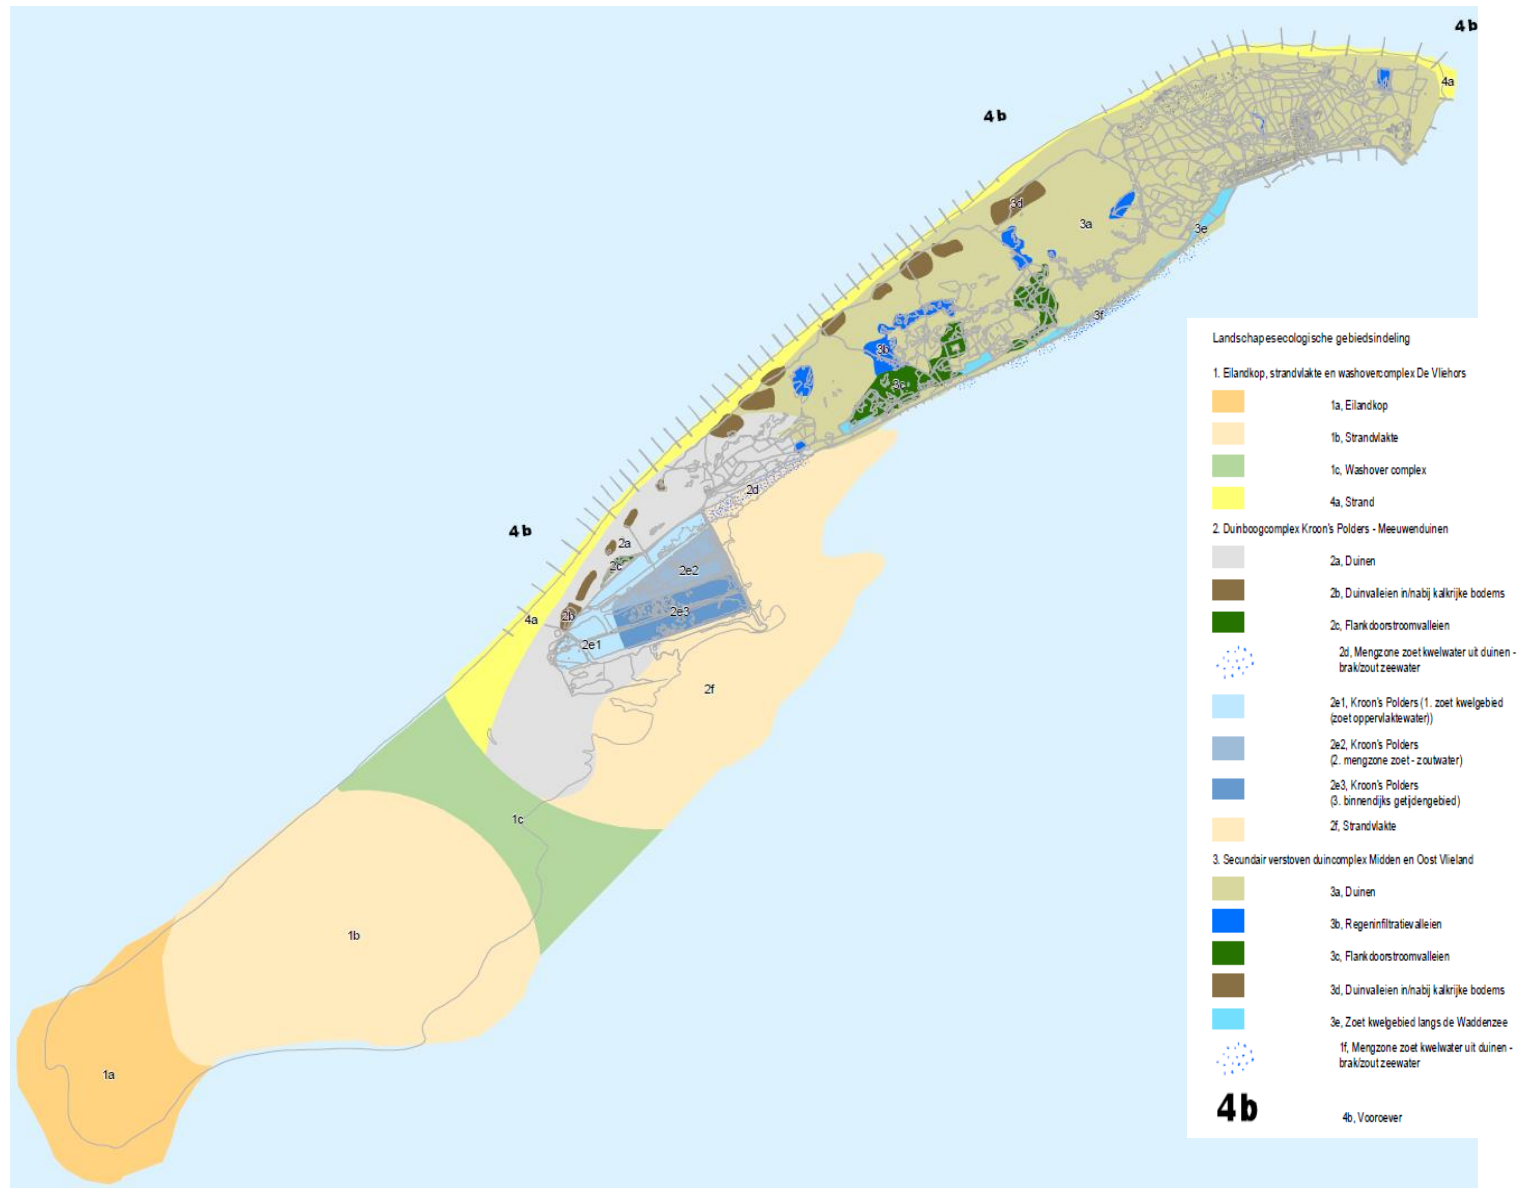 4b
4a
4b
3d
3a
3e
3f
3b
3c
2d
4b
2a
2c
2e2
2b
2e3
4a
2e1
2f
1c
1b
1a
Landschapesecologische gebiedsindeling
1. Eilandkop, strandvlakte en washovercomplex De Vliehors
1a, Eilandkop
1b, Strandvlakte
1c, Washover complex
4a, Strand
2. Duinboogcomplex Kroon's Polders - Meeuwenduinen
2a, Duinen
2b, Duinvalleien in/nabij kalkrijke bodems
2c, Flankdoorstroomvalleien
2d, Mengzone zoet kwelwater uit duinen -
brak/zout zeewater
2e1, Kroon's Polders (1. zoet kwelgebied
(zoet oppervlaktewater))
2e2, Kroon's Polders
(2. mengzone zoet - zoutwater)
2e3, Kroon's Polders
(3. binnendijks getijdengebied)
2f, Strandvlakte
3. Secundair verstoven duincomplex Midden en Oost Vlieland
3a, Duinen
3b, Regeninfiltratievalleien
3c, Flankdoorstroomvalleien
3d, Duinvalleien in/nabij kalkrijke bodems
3e, Zoet kwelgebied langs de Waddenzee
1f, Mengzone zoet kwelwater uit duinen -
brak/zout zeewater
4b
4b, Vooroever